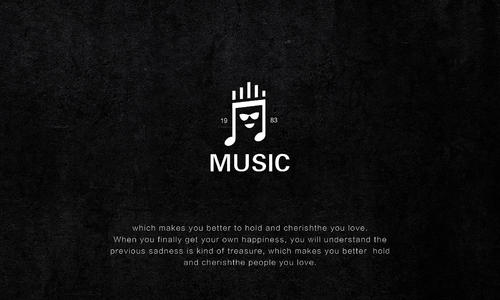 19 83
MUSIC
which makes you better to hold and cherishthe you love.
When you finally get your own happiness, you will understand the
previous sadness is kind of treasure, which makes you better hold
and cherishthe people you love.